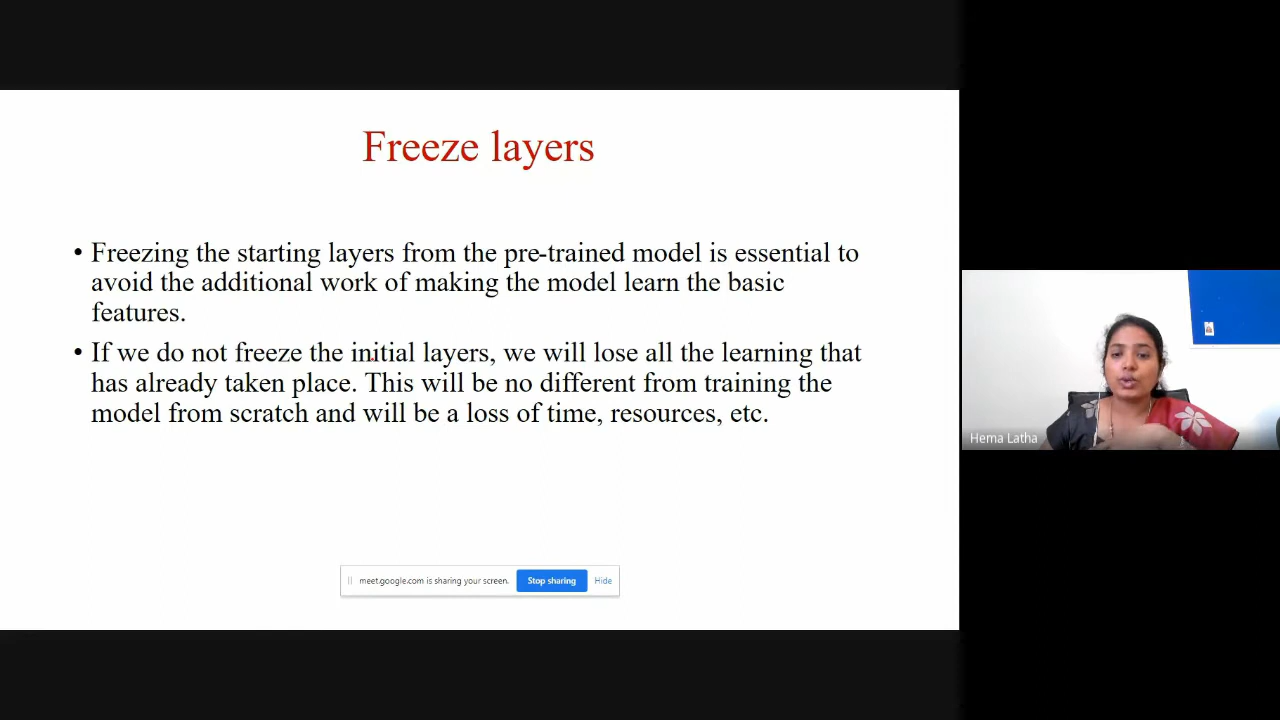 Freeze layers
• Freezing the starting layers from the pre-trained model is essential to
avoid the additional work of making the model learn the basic
features.
• If we do not freeze the initial layers, we will lose all the learning that
has already taken place. This will be no different from training the
model from scratch and will be a loss of time, resources, etc.
meet.google.com is sharing your screen.
Stop sharing
Hide
Hema Latha